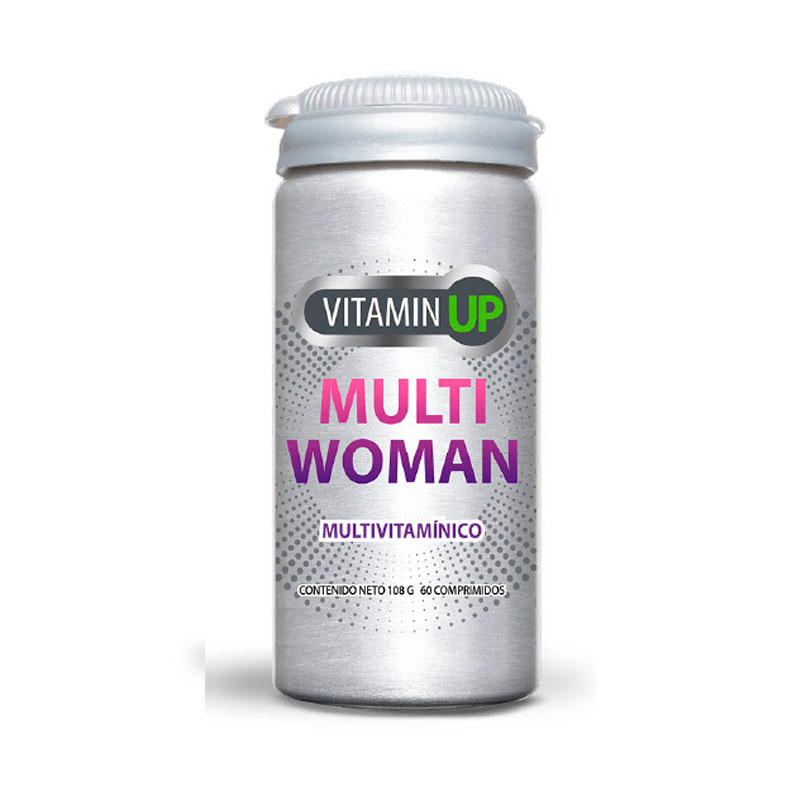 VITAMIN UP
MULTI
WOMAN
MULTIVITAMÍNICO
CONTENIDO NETO 108 G 60 COMPRIMIDOS